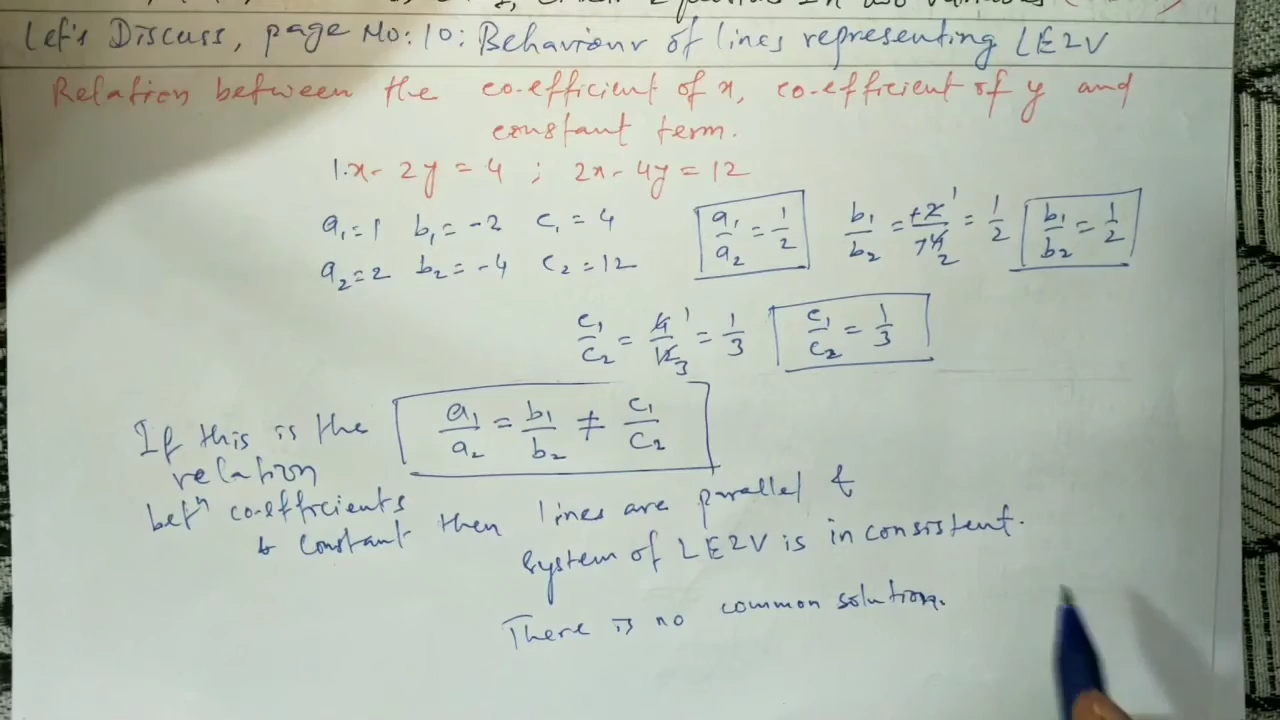 Let's Discuss, page No: 10: Behaviour of lines representing LE2V
Relation between the co-efficient of x, co-efficient of y and
constant term.
1.x - 2y = 4 ; 2x - 4y = 12
a₁=1 b₁=-2 c₁=4 a₁/a₂ = 1/2 b₁/b₂ = = 1/2 b₁/b₂ = 1/2
a₂=2 b₂=-4 c₂=12
c₁/c₂ = 4/12 = 1/3 c₁/c₂ = 1/3
If this is the a₁/a₂ = b₁/b₂ ≠ c₁/c₂
relation
betⁿ co-efficients
& constant then lines are parallel &
System of LE2V is inconsistent.
There is no common solution.